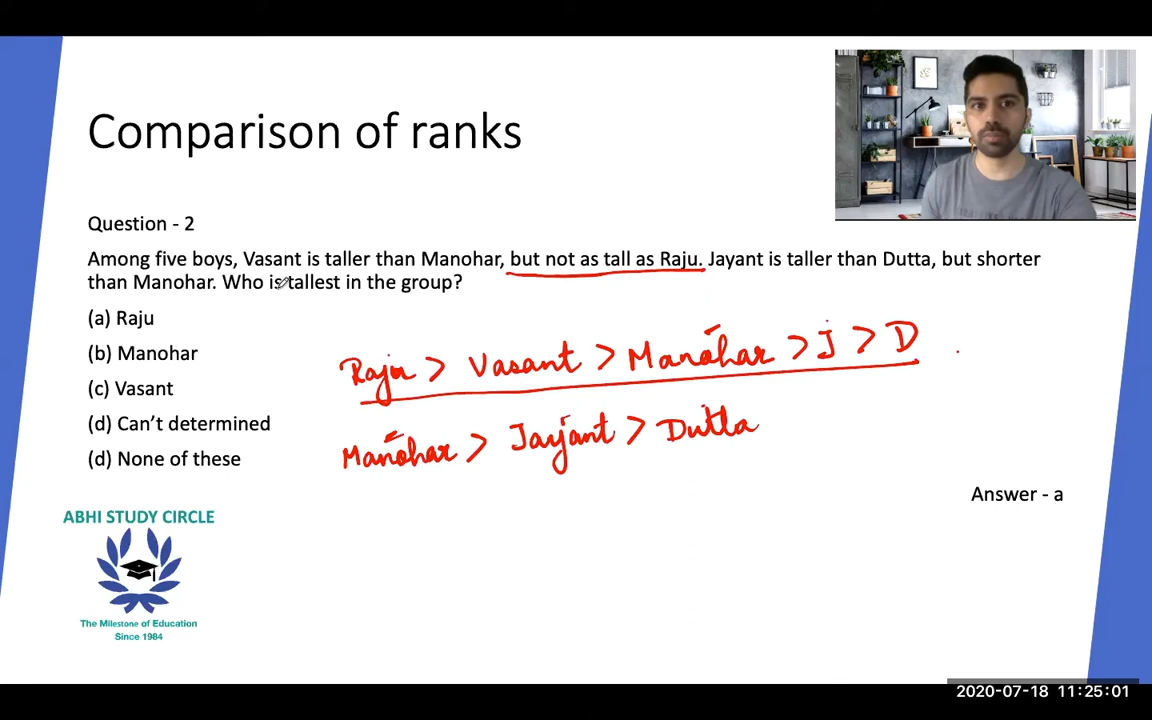 Comparison of ranks
Question - 2
Among five boys, Vasant is taller than Manohar, but not as tall as Raju. Jayant is taller than Dutta, but shorter
than Manohar. Who is tallest in the group?
(a) Raju
(b) Manohar
(c) Vasant
(d) Can't determined
(d) None of these
Raju > Vasant > Manohar > J > D
Manohar > Jayant > Dutta
Answer - a
ABHI STUDY CIRCLE
The Milestone of Education
Since 1984
2020-07-18 11:25:01